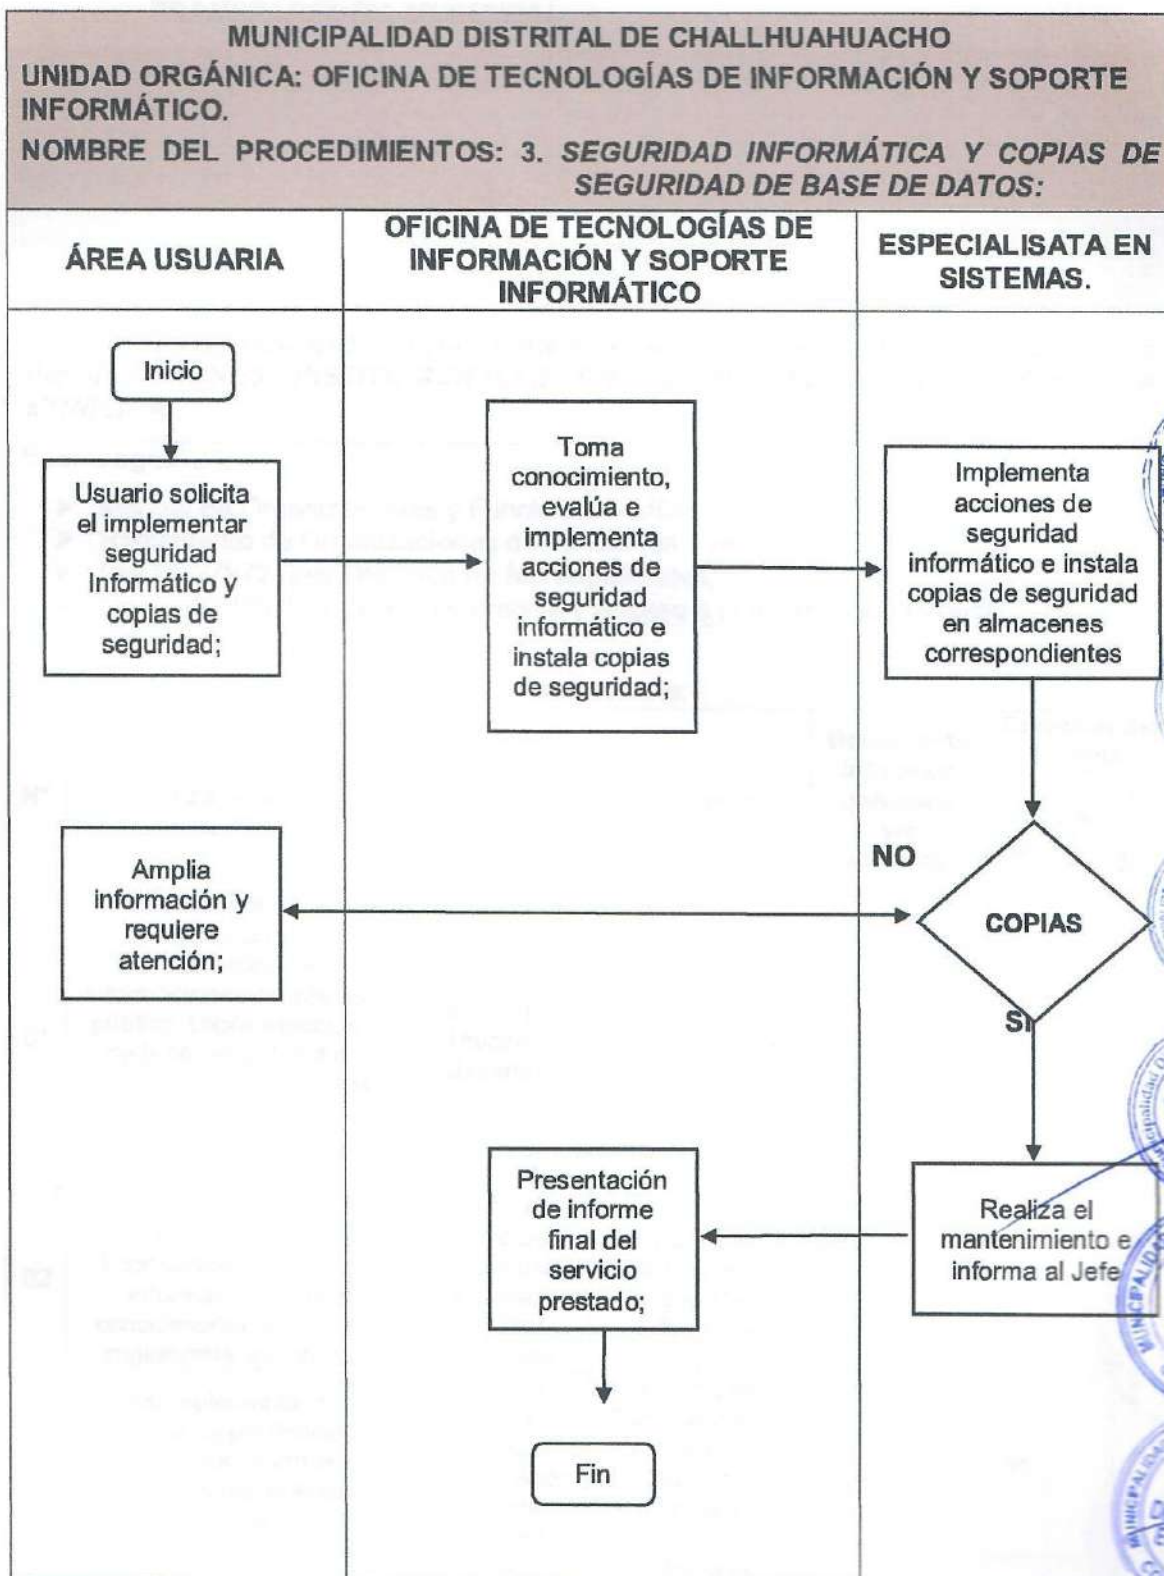 MUNICIPALIDAD DISTRITAL DE CHALLHUAHUACHO
UNIDAD ORGÁNICA: OFICINA DE TECNOLOGÍAS DE INFORMACIÓN Y SOPORTE
INFORMÁTICO.
NOMBRE DEL PROCEDIMIENTOS: 3. SEGURIDAD INFORMÁTICA Y COPIAS DE
SEGURIDAD DE BASE DE DATOS:
ÁREA USUARIA
OFICINA DE TECNOLOGÍAS DE
INFORMACIÓN Y SOPORTE
INFORMÁTICO
ESPECIALISATA EN
SISTEMAS.
Inicio
Usuario solicita
el implementar
seguridad
Informático y
copias de
seguridad;
Toma
conocimiento,
evalúa e
implementa
acciones de
seguridad
informático e
instala copias
de seguridad;
Implementa
acciones de
seguridad
informático e instala
copias de seguridad
en almacenes
correspondientes
NO
COPIAS
Amplia
información y
requiere
atención;
SI
Realiza el
mantenimiento e
informa al Jefe
Presentación
de informe
final del
servicio
prestado;
Fin